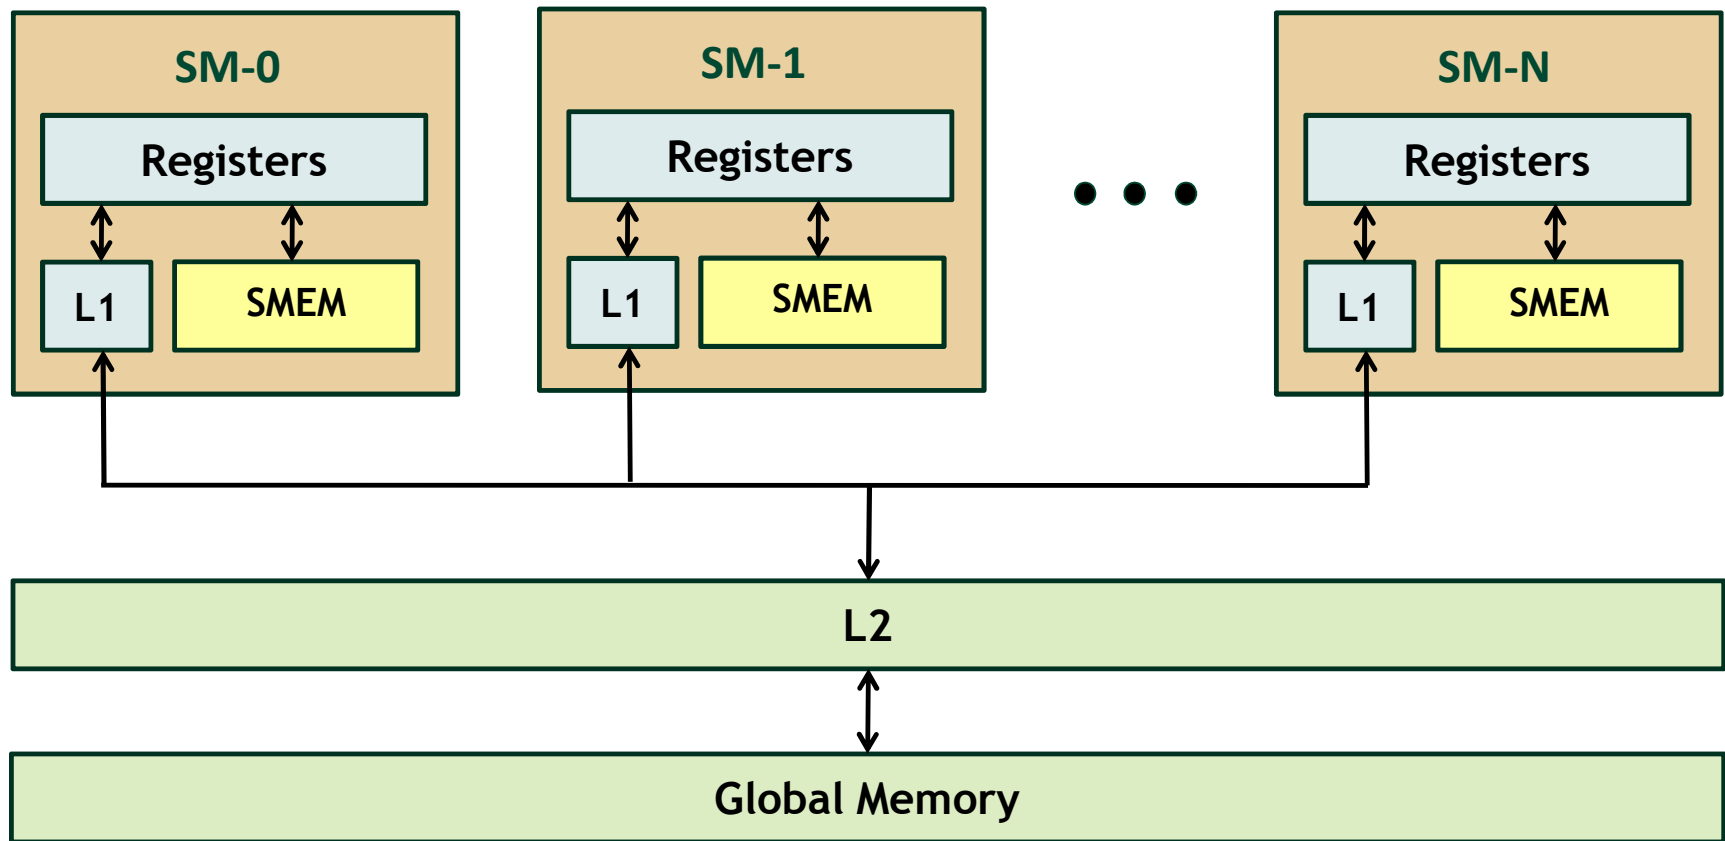 SM-0
Registers
L1
SMEM
SM-1
Registers
L1
SMEM
SM-N
Registers
L1
SMEM
L2
Global Memory